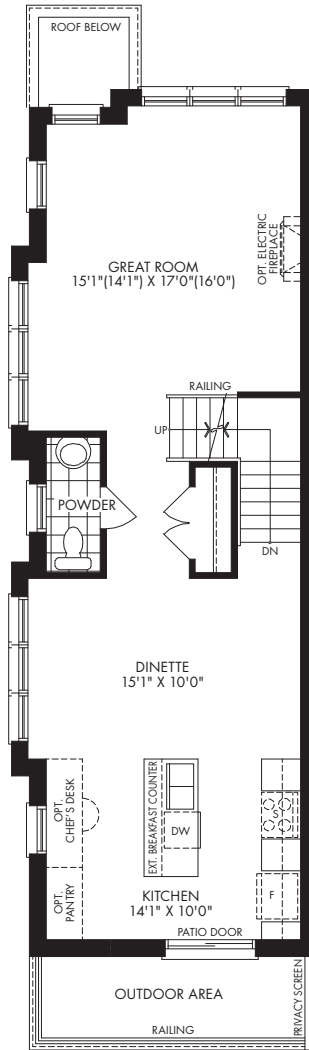 ROOF BELOW
OPT. ELECTRIC
FIREPLACE
GREAT ROOM
15'1"(14'1") X 17'0"(16'0")
RAILING
UP
POWDER
DN
DINETTE
15'1" X 10'0"
OPT.
CHEF'S DESK
EXT. BREAKFAST COUNTER
DW
S
OPT.
PANTRY
F
KITCHEN
14'1" X 10'0"
PATIO DOOR
OUTDOOR AREA
PRIVACY SCREEN
RAILING